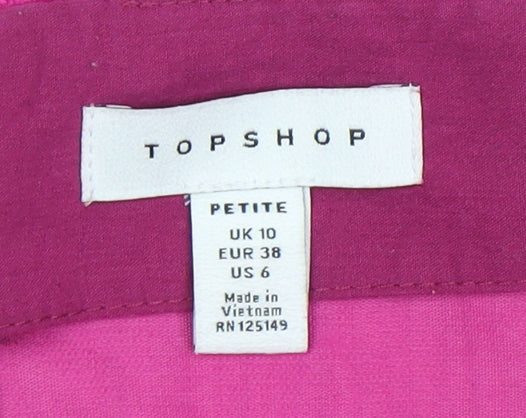 TOPSHOP
PETITE
UK 10
EUR 38
US 6
Made in
Vietnam
RN125149